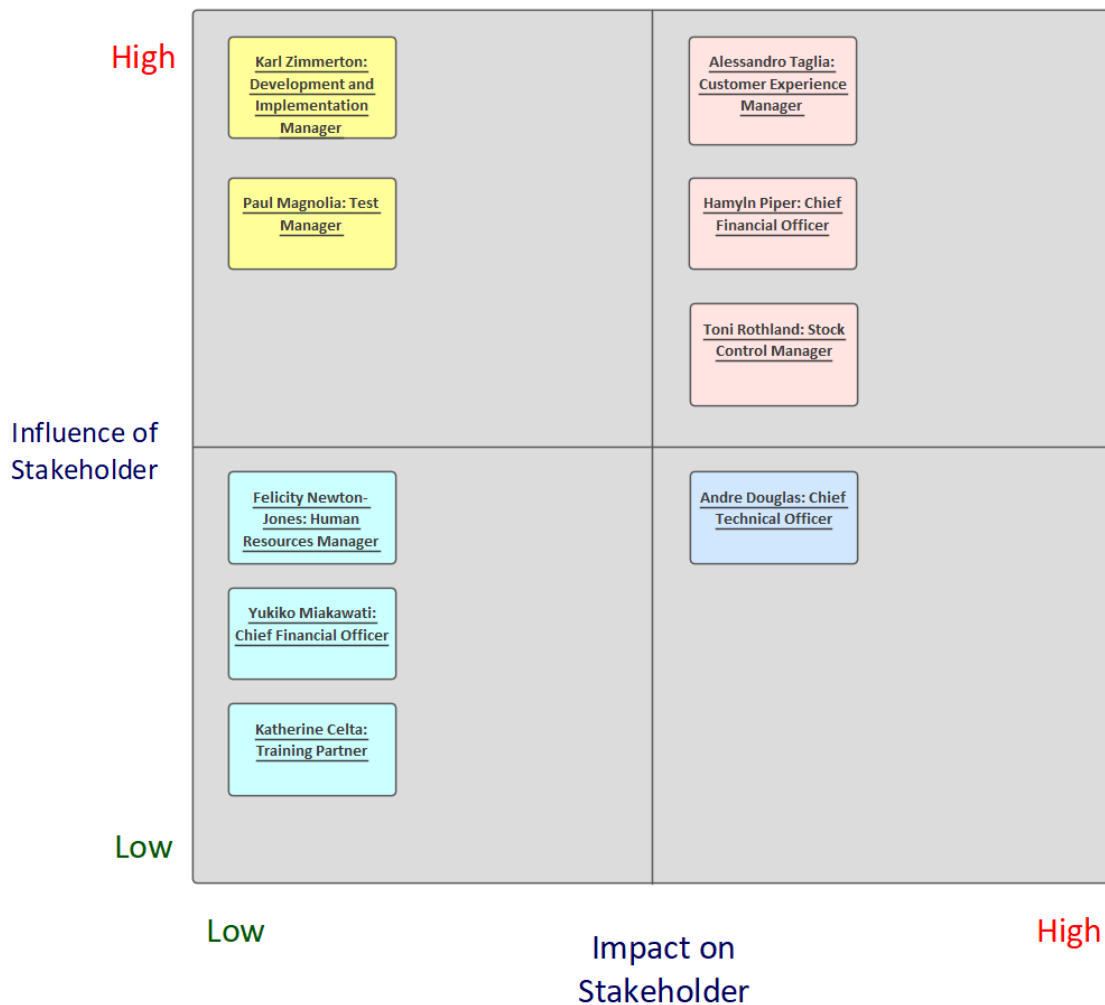 High
Karl Zimmerton:
Development and
Implementation
Manager
Alessandro Taglia:
Customer Experience
Manager
Paul Magnolia: Test
Manager
Hamyln Piper: Chief
Financial Officer
Toni Rothland: Stock
Control Manager
Influence of
Stakeholder
Felicity Newton-
Jones: Human
Resources Manager
Andre Douglas: Chief
Technical Officer
Yukiko Miakawati:
Chief Financial Officer
Katherine Celta:
Training Partner
Low
Low
Impact on
Stakeholder
High